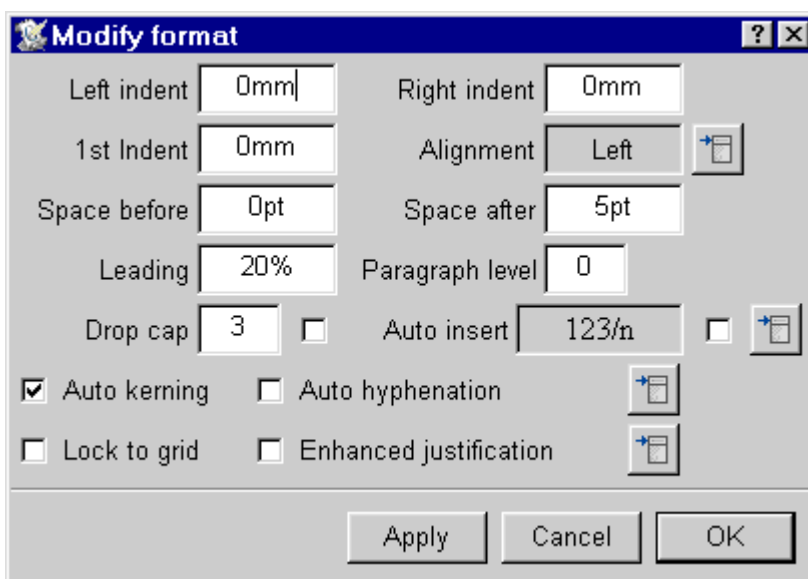 Modify format
Left indent 0mm Right indent 0mm
1st Indent 0mm Alignment Left
Space before 0pt Space after 5pt
Leading 20% Paragraph level 0
Drop cap 3 Auto insert 123/n
Auto kerning Auto hyphenation
Lock to grid Enhanced justification
Apply Cancel OK